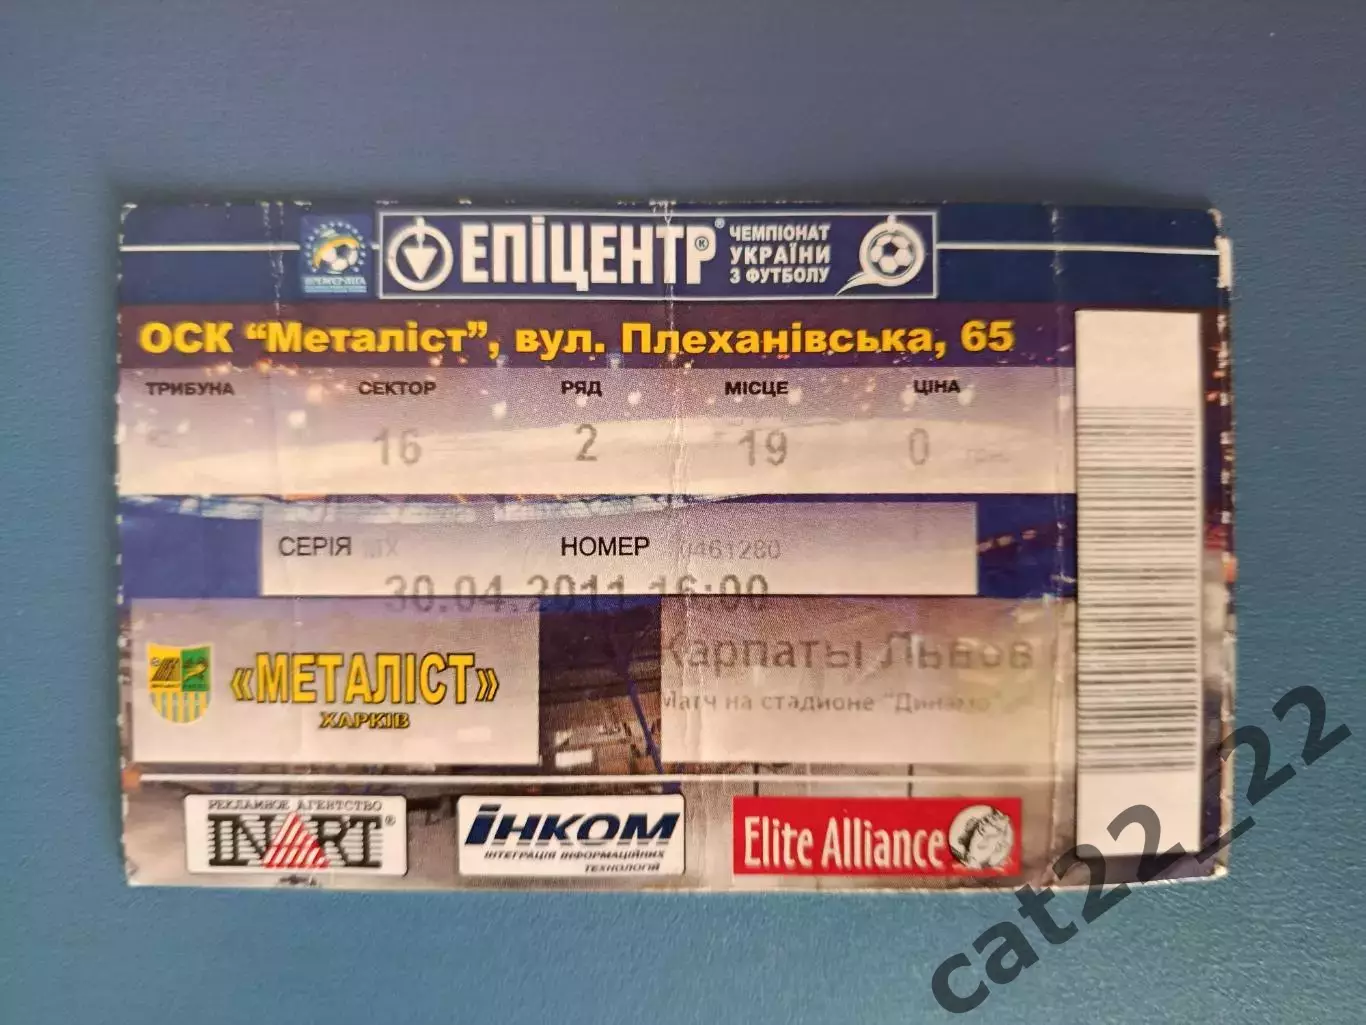 ЕПІЦЕНТР® К
ЧЕМПІОНАТ
УКРАЇНИ
З ФУТБОЛУ
ОСК “Металіст”, вул. Плеханівська, 65
ТРИБУНА СЕКТОР РЯД МІСЦЕ ЦІНА
16 2 19 0
СЕРІЯ НОМЕР 0461280
30.04.2011 16:00
«МЕТАЛІСТ»
ХАРКІВ
Карпаты Львов
Матч на стадионе "Динамо"
РЕКЛАМНОЕ АГЕНТСТВО
INART®
ІНКОМ
ІНТЕГРАЦІЯ ІНФОРМАЦІЙНИХ
ТЕХНОЛОГІЙ
Elite Alliance
cat22_22